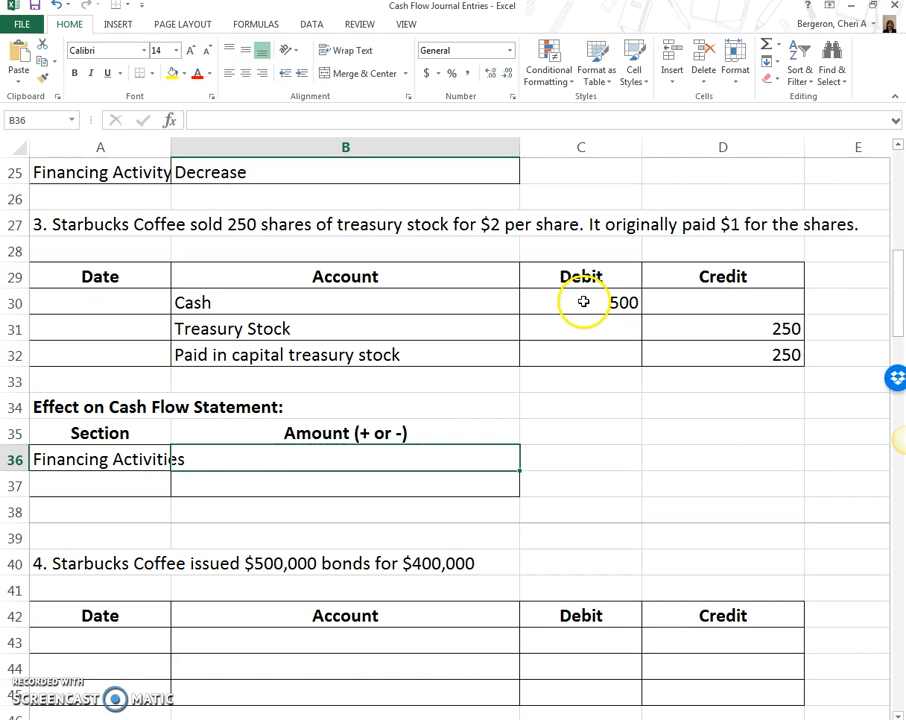 Cash Flow Journal Entries - Excel
FILE HOME INSERT PAGE LAYOUT FORMULAS DATA REVIEW VIEW Bergeron, Cheri A
Paste
Calibri 14 A A
B I U A
Wrap Text
Merge & Center
General
$ % ,
Conditional Formatting
Format as Table
Cell Styles
Insert Delete Format
Sort & Filter
Find & Select
Clipboard Font Alignment Number Styles Cells Editing
B36 fx
A B C D E
25 Financing Activity Decrease
26
27 3. Starbucks Coffee sold 250 shares of treasury stock for $2 per share. It originally paid $1 for the shares.
28
29 Date Account Debit Credit
30 Cash 500
31 Treasury Stock 250
32 Paid in capital treasury stock 250
33
34 Effect on Cash Flow Statement:
35 Section Amount (+ or -)
36 Financing Activities
37
38
39
40 4. Starbucks Coffee issued $500,000 bonds for $400,000
41
42 Date Account Debit Credit
43
44
45
RECORDED WITH
SCREENCAST MATIC